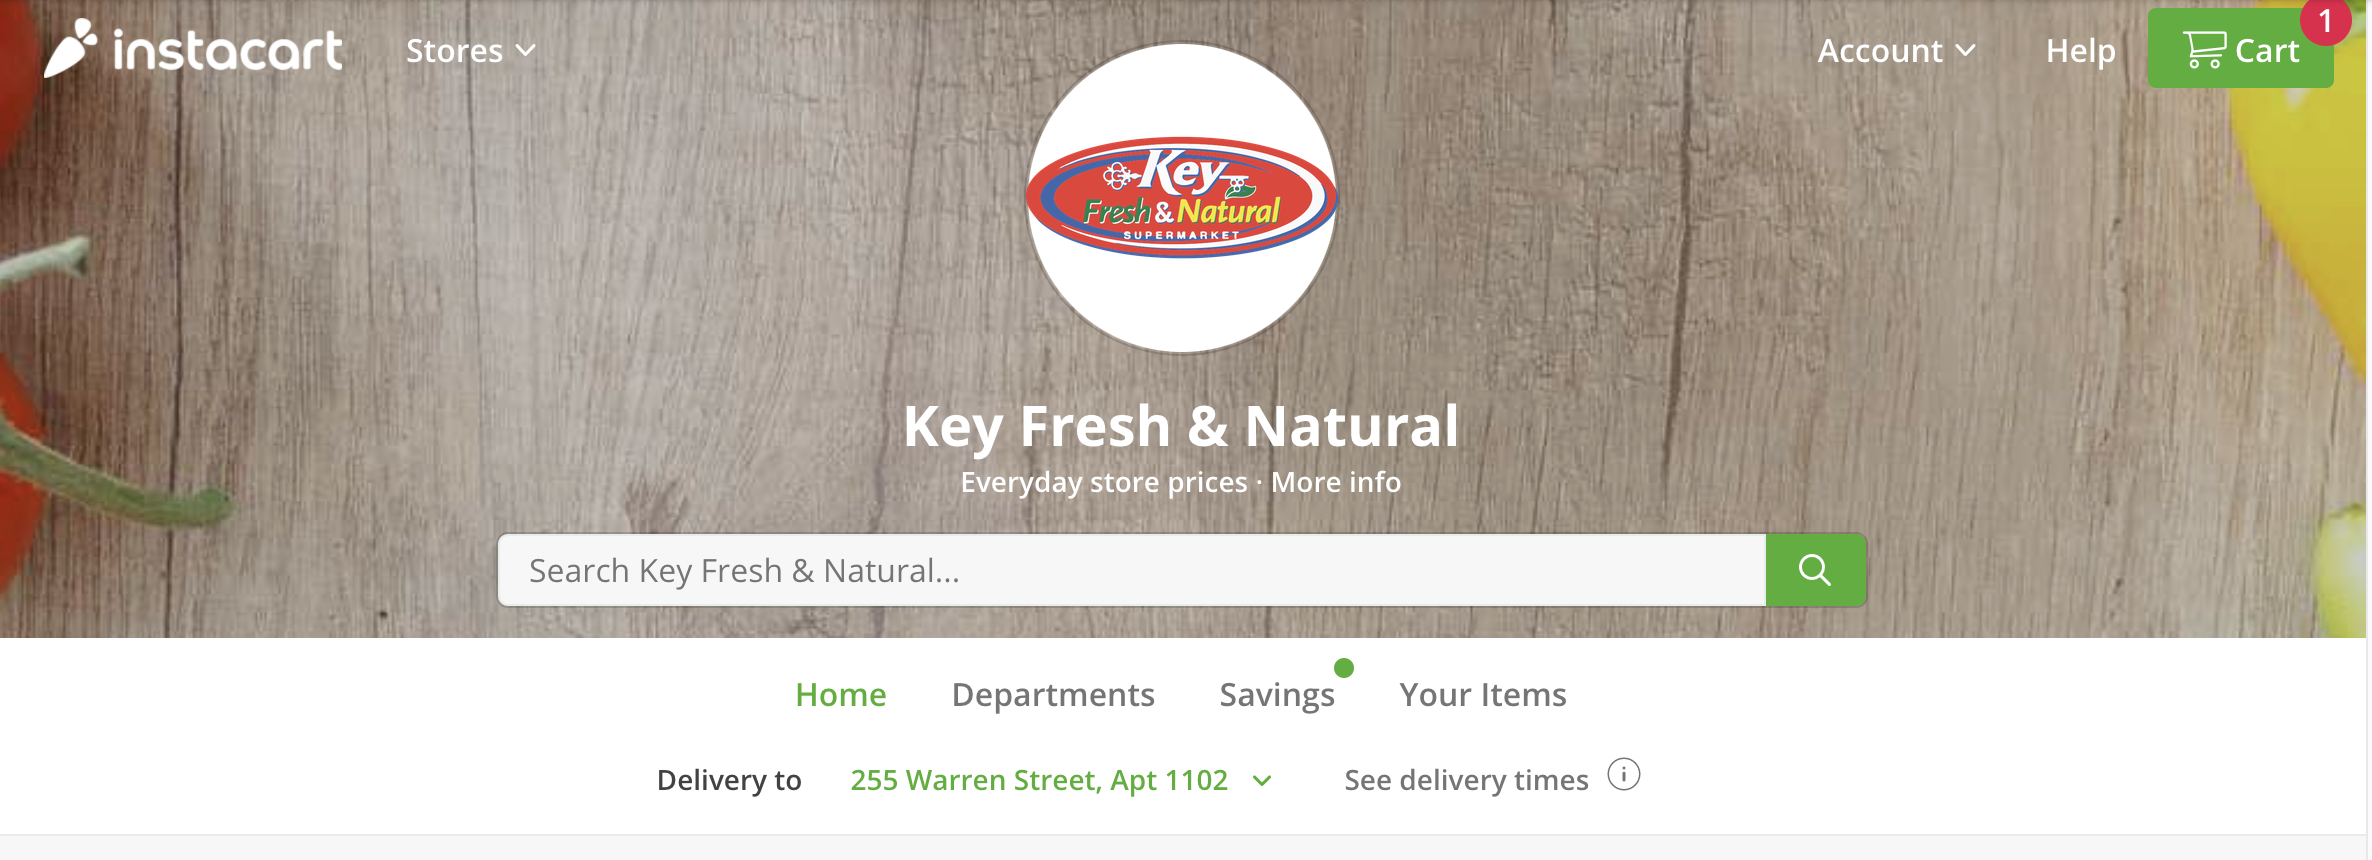 instacart
Stores
Account
Help
Cart
1
Key
Fresh & Natural
SUPERMARKET
Key Fresh & Natural
Everyday store prices · More info
Search Key Fresh & Natural...
Home
Departments
Savings
Your Items
Delivery to
255 Warren Street, Apt 1102
See delivery times